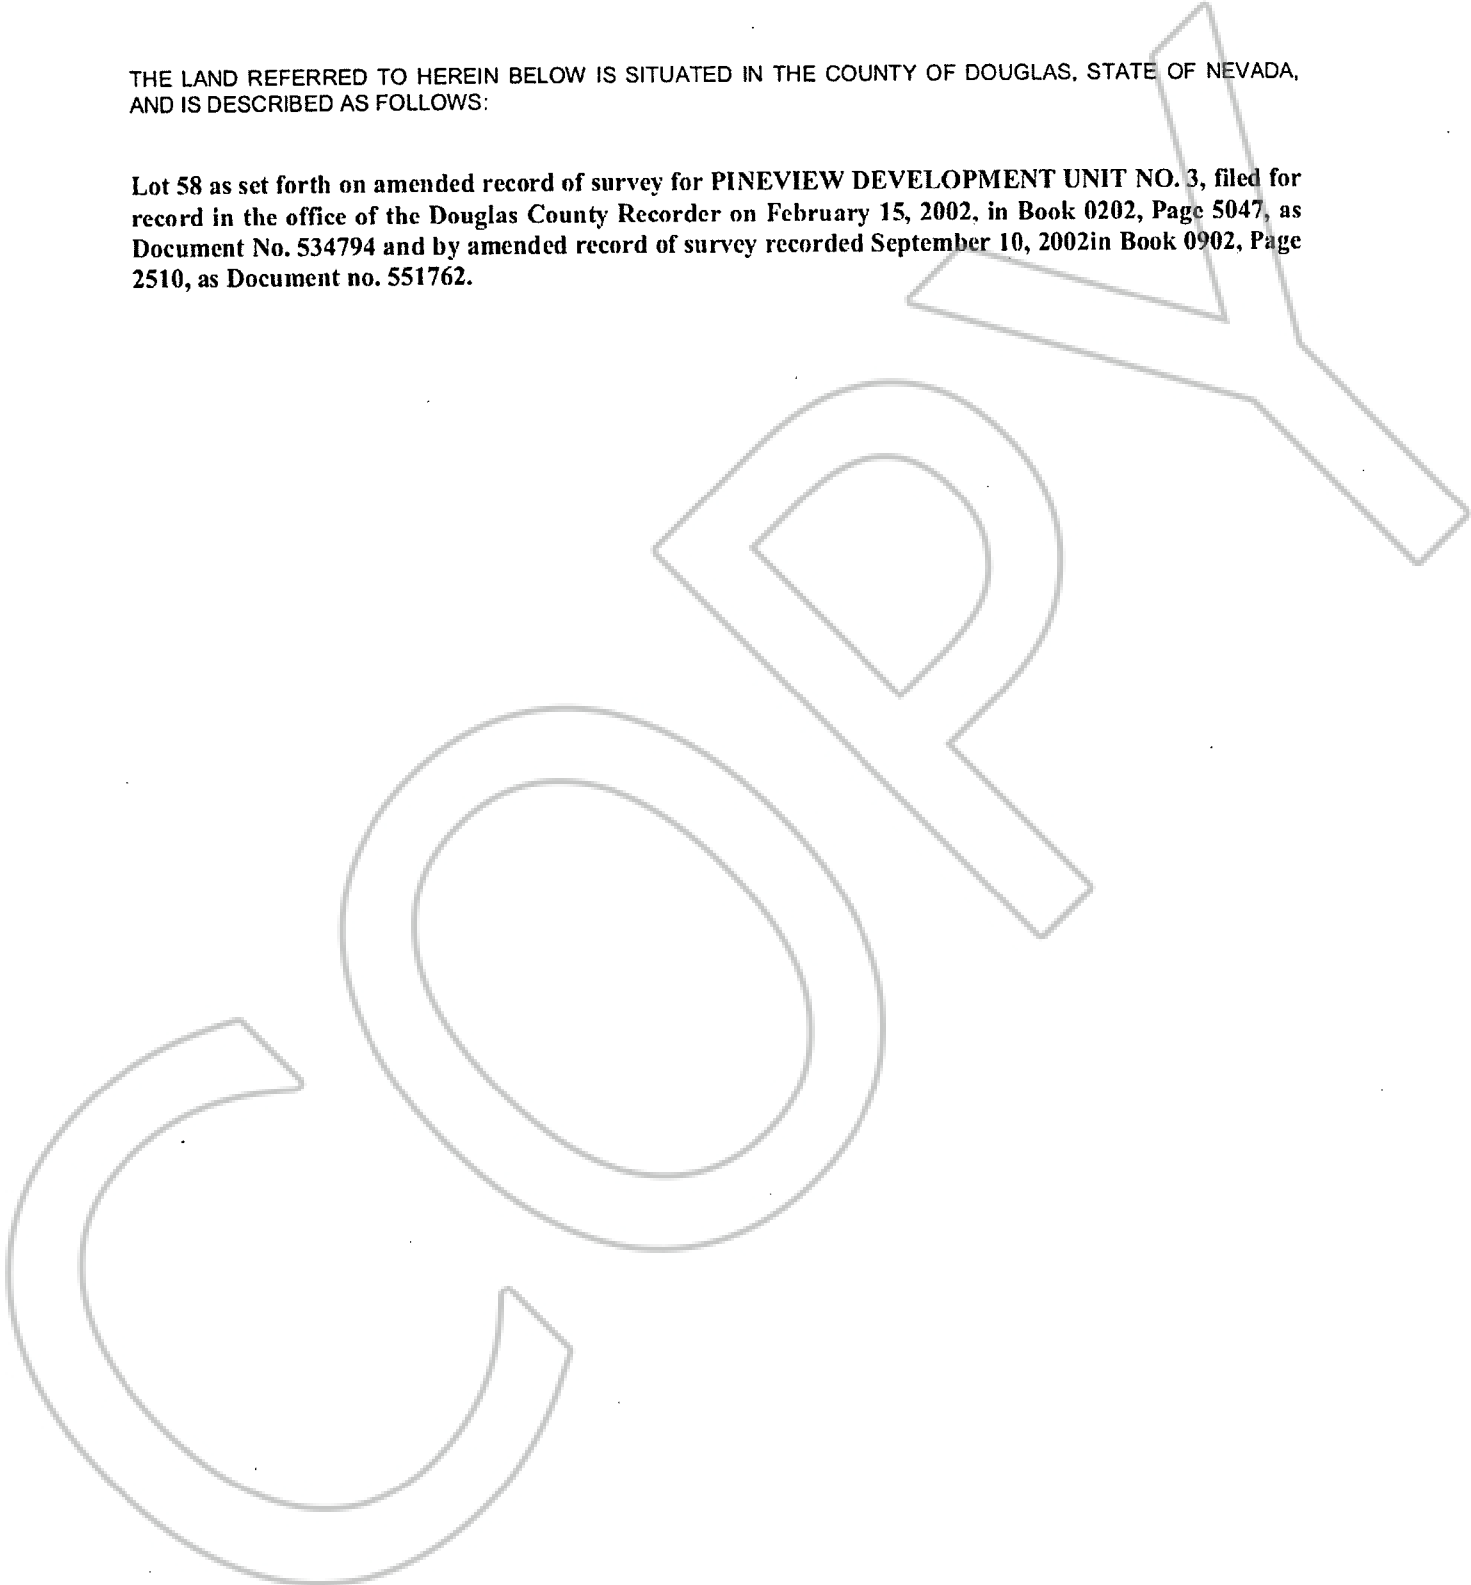 THE LAND REFERRED TO HEREIN BELOW IS SITUATED IN THE COUNTY OF DOUGLAS, STATE OF NEVADA,
AND IS DESCRIBED AS FOLLOWS:
Lot 58 as set forth on amended record of survey for PINEVIEW DEVELOPMENT UNIT NO. 3, filed for
record in the office of the Douglas County Recorder on February 15, 2002, in Book 0202, Page 5047, as
Document No. 534794 and by amended record of survey recorded September 10, 2002in Book 0902, Page
2510, as Document no. 551762.
COPY